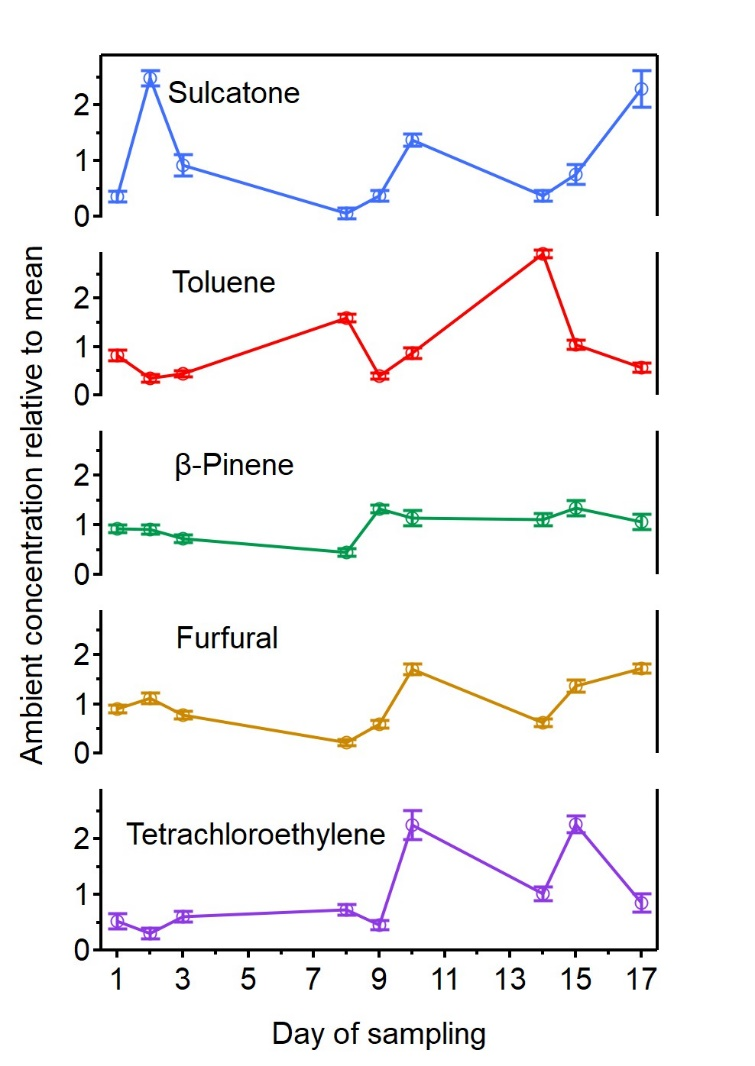 Ambient concentration relative to mean
Sulcatone
2
1
0
Toluene
2
1
0
β-Pinene
2
1
0
Furfural
2
1
0
Tetrachloroethylene
2
1
0
1 3 5 7 9 11 13 15 17
Day of sampling